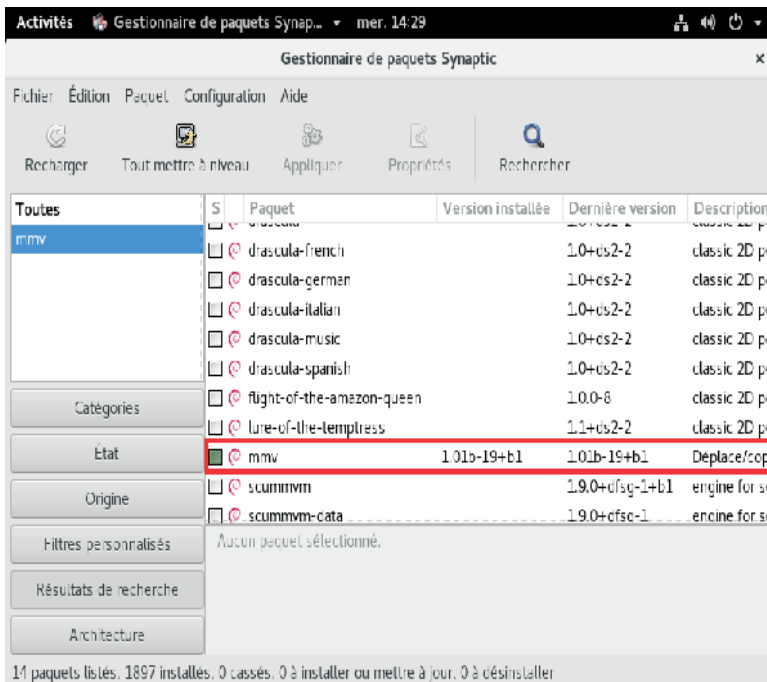 Activités Gestionnaire de paquets Synap... mer. 14:29
Gestionnaire de paquets Synaptic
Fichier Édition Paquet Configuration Aide
Recharger Tout mettre à niveau Appliquer Propriétés Rechercher
Toutes
mmv
S Paquet Version installée Dernière version Description
drascula-french 1.0+ds2-2 classic 2D p
drascula-german 1.0+ds2-2 classic 2D p
drascula-italian 1.0+ds2-2 classic 2D p
drascula-music 1.0+ds2-2 classic 2D p
drascula-spanish 1.0+ds2-2 classic 2D p
flight-of-the-amazon-queen 1.0.0-8 classic 2D p
lure-of-the-temptress 1.1+ds2-2 classic 2D p
mmv 1.01b-19+b1 1.01b-19+b1 Déplace/cop
scummvm 1.9.0+dfsg-1+b1 engine for s
scummvm-data 1.9.0+dfsg-1 engine for s
Catégories
État
Origine
Filtres personnalisés
Résultats de recherche
Architecture
Aucun paquet sélectionné.
14 paquets listés, 1897 installés, 0 cassés. 0 à installer ou mettre à jour, 0 à désinstaller